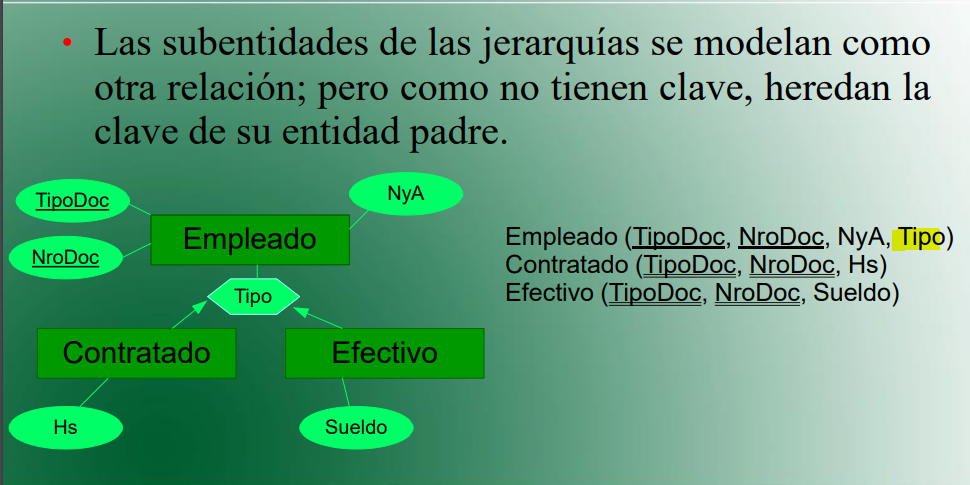 • Las subentidades de las jerarquías se modelan como
otra relación; pero como no tienen clave, heredan la
clave de su entidad padre.
TipoDoc
NyA
Empleado
NroDoc
Tipo
Contratado
Efectivo
Hs
Sueldo
Empleado (TipoDoc, NroDoc, NyA, Tipo)
Contratado (TipoDoc, NroDoc, Hs)
Efectivo (TipoDoc, NroDoc, Sueldo)